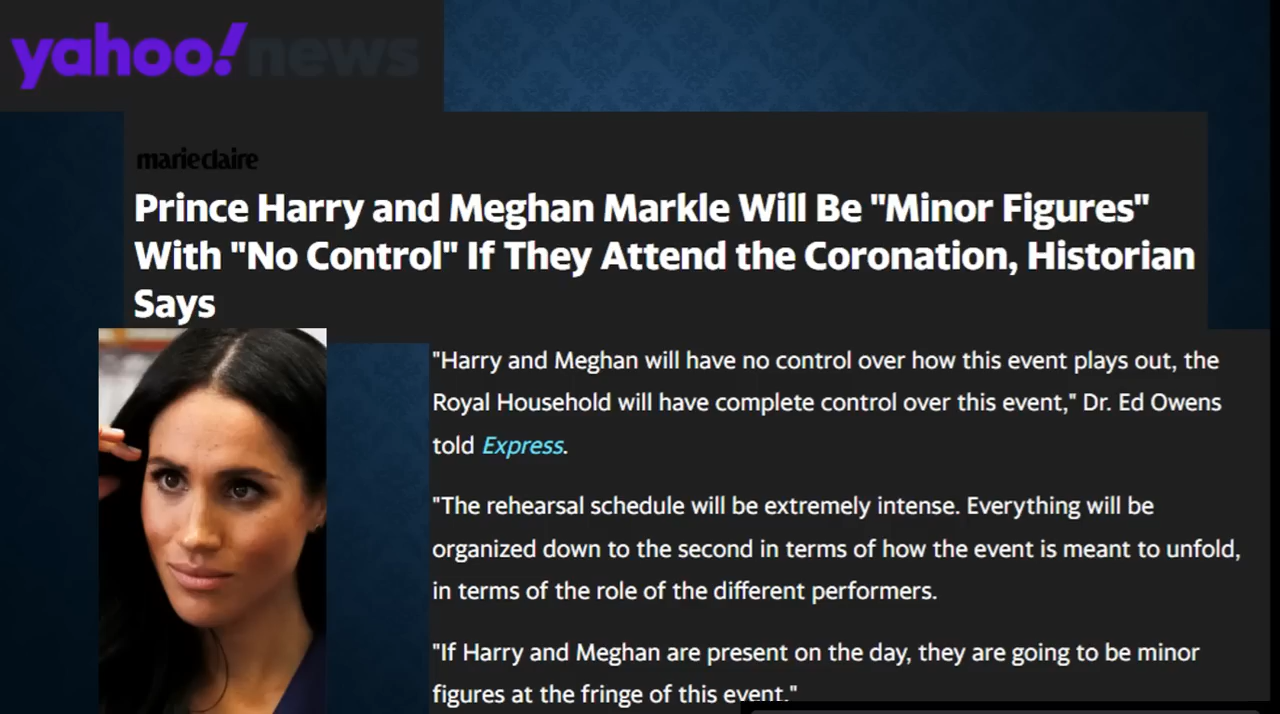 yahoo!news
marieclaire
Prince Harry and Meghan Markle Will Be "Minor Figures"
With "No Control" If They Attend the Coronation, Historian
Says
"Harry and Meghan will have no control over how this event plays out, the
Royal Household will have complete control over this event," Dr. Ed Owens
told Express.
"The rehearsal schedule will be extremely intense. Everything will be
organized down to the second in terms of how the event is meant to unfold,
in terms of the role of the different performers.
"If Harry and Meghan are present on the day, they are going to be minor
figures at the fringe of this event."